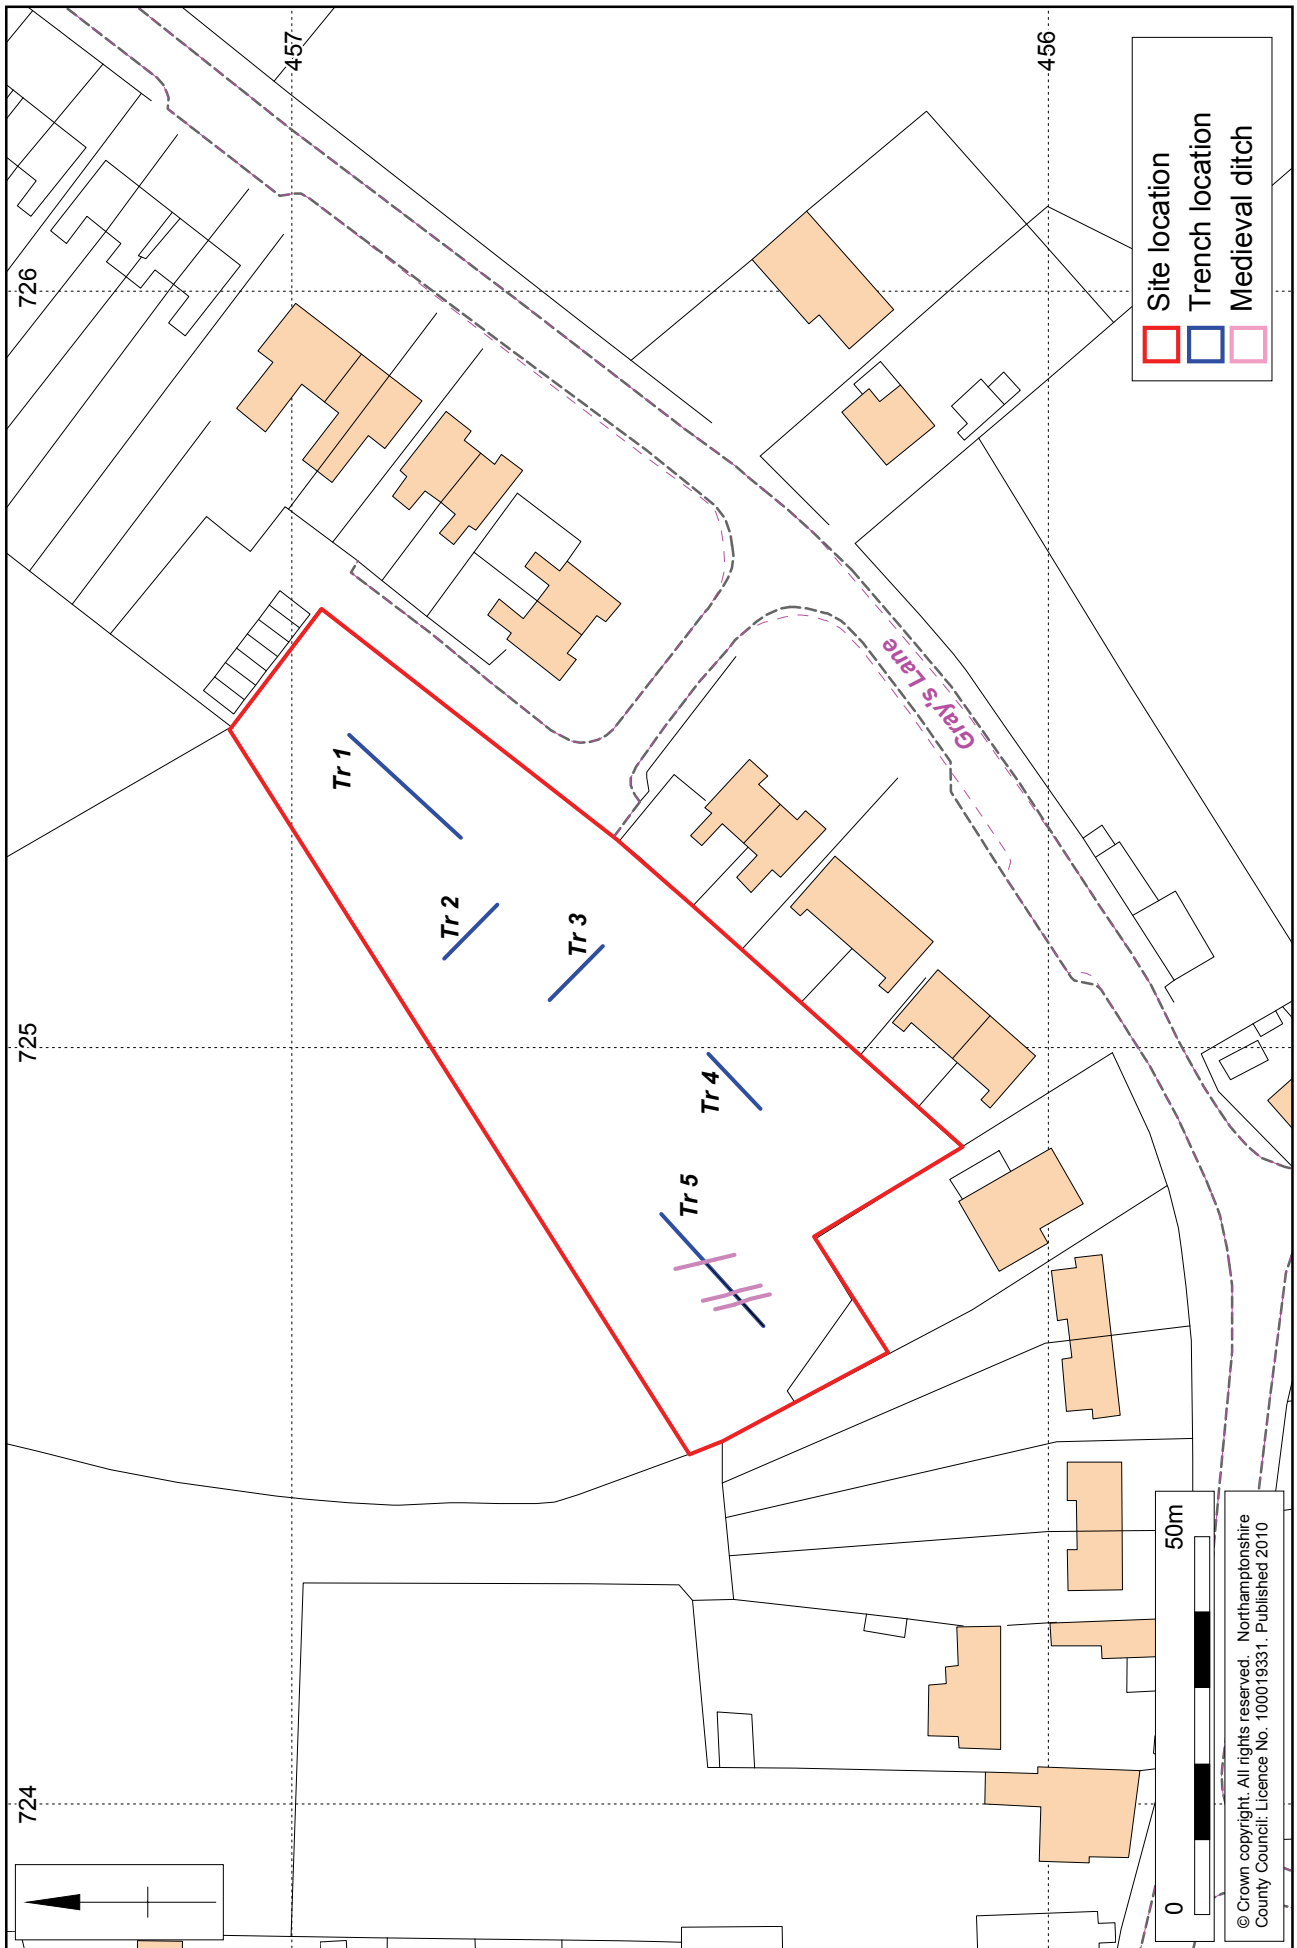 724
725
726
457
456
Tr 1
Tr 2
Tr 3
Tr 4
Tr 5
Gray's Lane
Site location
Trench location
Medieval ditch
0
50m
© Crown copyright. All rights reserved. Northamptonshire
County Council: Licence No. 100019331. Published 2010